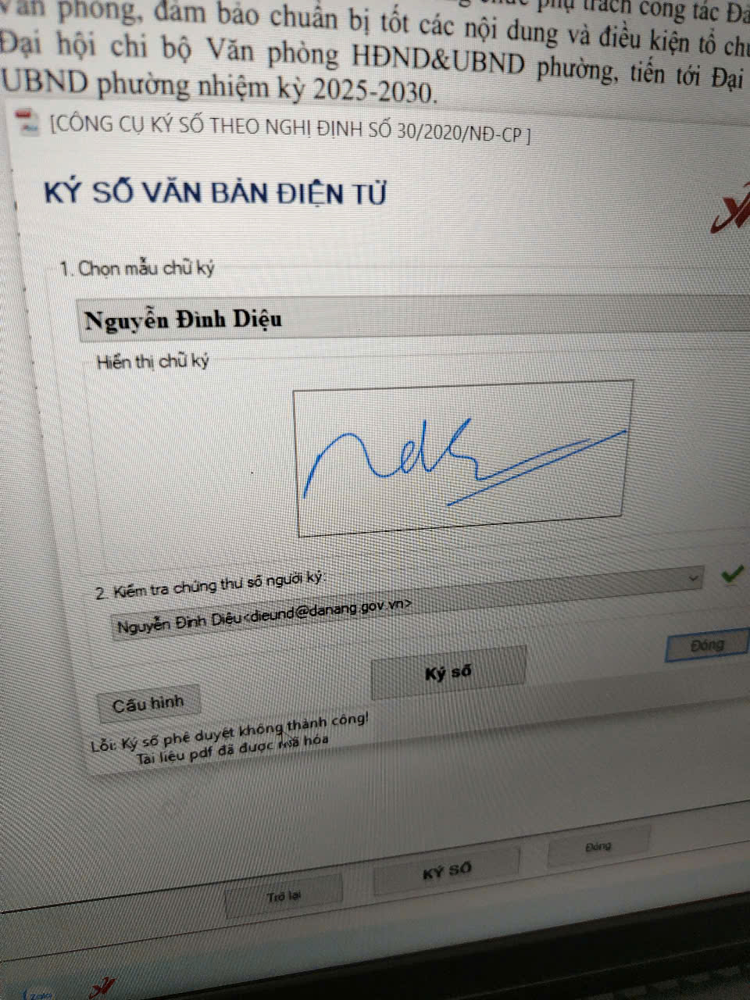 Văn phòng, đảm bảo chuẩn bị tốt các nội dung và điều kiện tổ
phụ trách công tác
Đại hội chi bộ Văn phòng HĐND&UBND phường, tiến tới Đại
UBND phường nhiệm kỳ 2025-2030.
[CÔNG CỤ KÝ SỐ THEO NGHỊ ĐỊNH SỐ 30/2020/NĐ-CP ]
KÝ SỐ VĂN BẢN ĐIỆN TỬ
1. Chọn mẫu chữ ký
Nguyễn Đình Diệu
Hiển thị chữ ký
2. Kiểm tra chứng thư số người ký:
Nguyễn Đình Diệu<dieund@danang.gov.vn>
Đóng
Ký số
Cấu hình
Lỗi: Ký số phê duyệt không thành công!
Tài liệu pdf đã được mã hóa
Trở lại
KÝ SỐ
Đóng